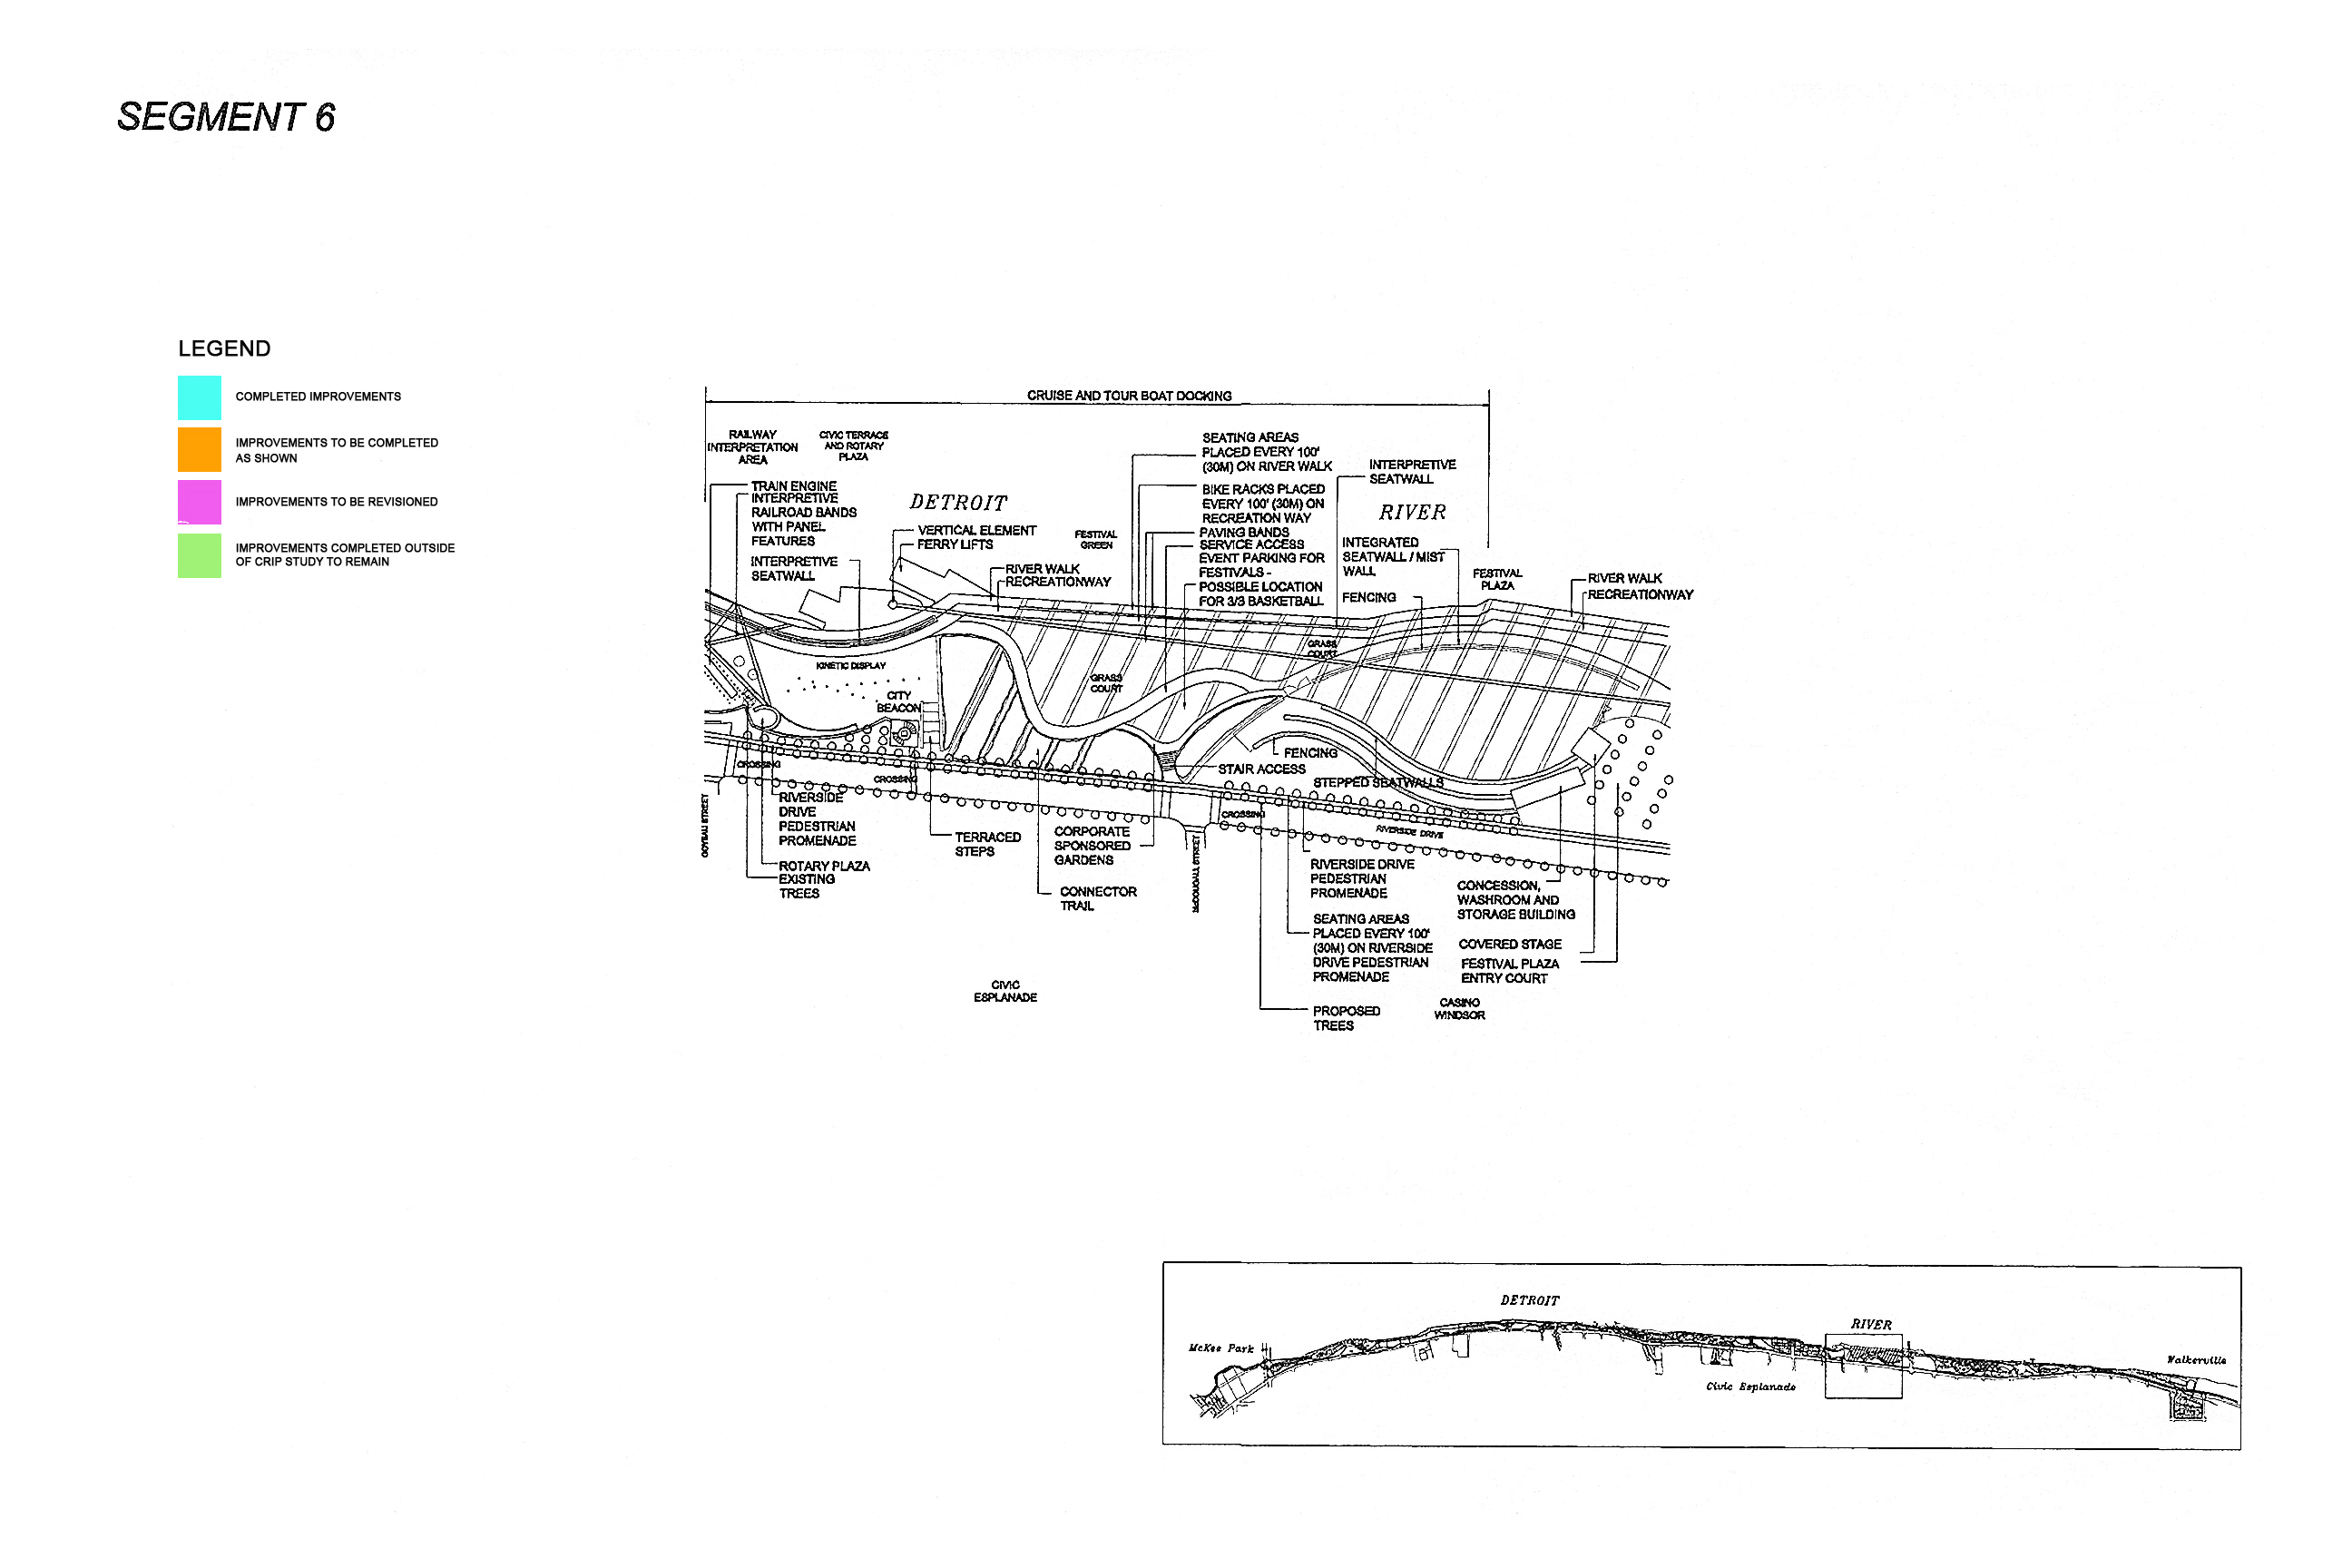 SEGMENT 6
LEGEND
COMPLETED IMPROVEMENTS
IMPROVEMENTS TO BE COMPLETED
AS SHOWN
IMPROVEMENTS TO BE REVISIONED
IMPROVEMENTS COMPLETED OUTSIDE
OF CRIP STUDY TO REMAIN
CRUISE AND TOUR BOAT DOCKING
RAILWAY
INTERPRETATION
AREA
CIVIC TERRACE
AND ROTARY
PLAZA
TRAIN ENGINE
INTERPRETIVE
RAILROAD BANDS
WITH PANEL
FEATURES
INTERPRETIVE
SEATWALL
DETROIT
VERTICAL ELEMENT
FERRY LIFTS
RIVER WALK
RECREATIONWAY
FESTIVAL
GREEN
SEATING AREAS
PLACED EVERY 100'
(30M) ON RIVER WALK
BIKE RACKS PLACED
EVERY 100' (30M) ON
RECREATION WAY
PAVING BANDS
SERVICE ACCESS
EVENT PARKING FOR
FESTIVALS -
POSSIBLE LOCATION
FOR 3/3 BASKETBALL
INTERPRETIVE
SEATWALL
RIVER
INTEGRATED
SEATWALL / MIST
WALL
FENCING
FESTIVAL
PLAZA
RIVER WALK
RECREATIONWAY
KINETIC DISPLAY
CITY
BEACON
GRASS
COURT
GRASS
COURT
FENCING
STAIR ACCESS
STEPPED SEATWALLS
CROSSING
CROSSING
CROSSING
RIVERSIDE DRIVE
GOYEAU STREET
McDOUGALL STREET
RIVERSIDE
DRIVE
PEDESTRIAN
PROMENADE
ROTARY PLAZA
EXISTING
TREES
TERRACED
STEPS
CORPORATE
SPONSORED
GARDENS
CONNECTOR
TRAIL
RIVERSIDE DRIVE
PEDESTRIAN
PROMENADE
SEATING AREAS
PLACED EVERY 100'
(30M) ON RIVERSIDE
DRIVE PEDESTRIAN
PROMENADE
PROPOSED
TREES
CONCESSION,
WASHROOM AND
STORAGE BUILDING
COVERED STAGE
FESTIVAL PLAZA
ENTRY COURT
CIVIC
ESPLANADE
CASINO
WINDSOR
DETROIT
RIVER
McKee Park
Civic Esplanade
Walkerville